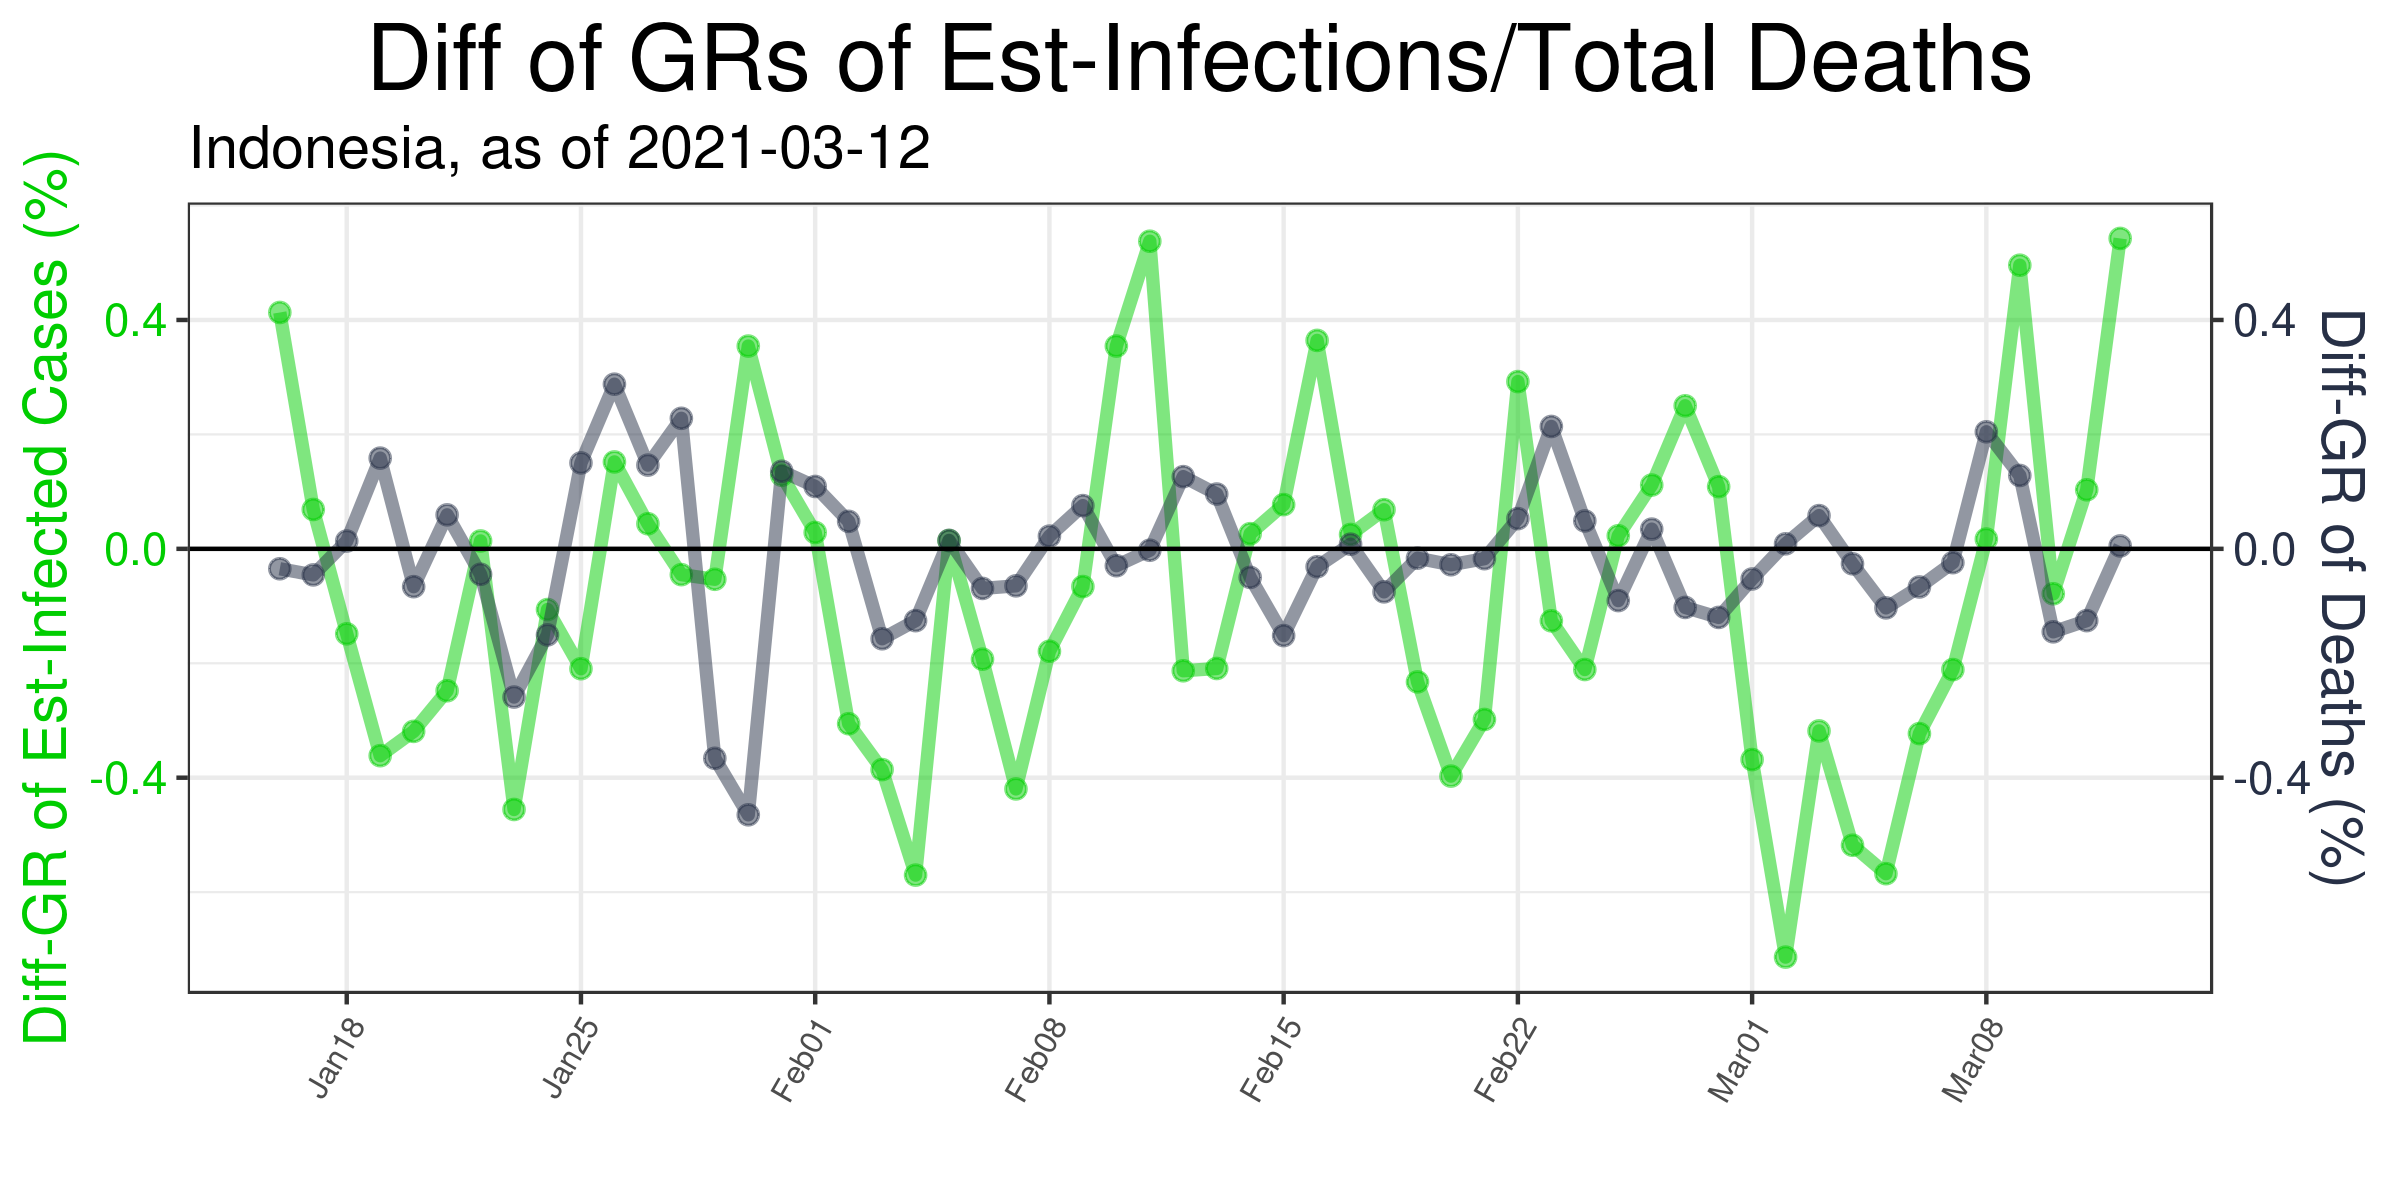 Diff of GRs of Est-Infections/Total Deaths
Indonesia, as of 2021-03-12
Diff-GR of Est-Infected Cases (%)
0.4
0.0
-0.4
0.4
0.0
-0.4
Diff-GR of Deaths (%)
Jan18
Jan25
Feb01
Feb08
Feb15
Feb22
Mar01
Mar08